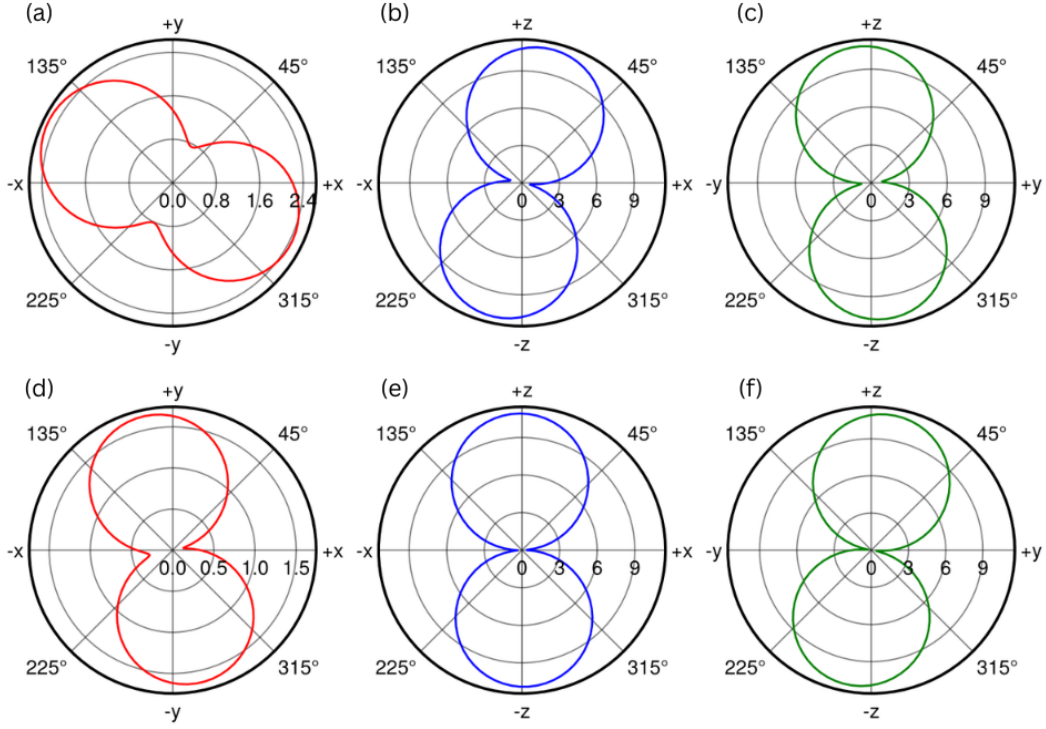 (a) (b) (c)
+y +z +z
135° 45° 135° 45° 135° 45°
-x 0.0 0.8 1.6 2.4 +x -x 0 3 6 9 +x -y 0 3 6 9 +y
225° 315° 225° 315° 225° 315°
-y -z -z
(d) (e) (f)
+y +z +z
135° 45° 135° 45° 135° 45°
-x 0.0 0.5 1.0 1.5 +x -x 0 3 6 9 +x -y 0 3 6 9 +y
225° 315° 225° 315° 225° 315°
-y -z -z